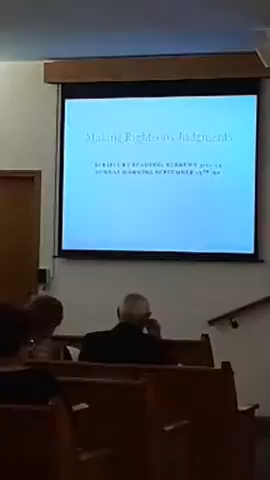 Making Righteous Judgments
SCRIPTURE READING: HEBREWS
SUNDAY MORNING SEPTEMBER